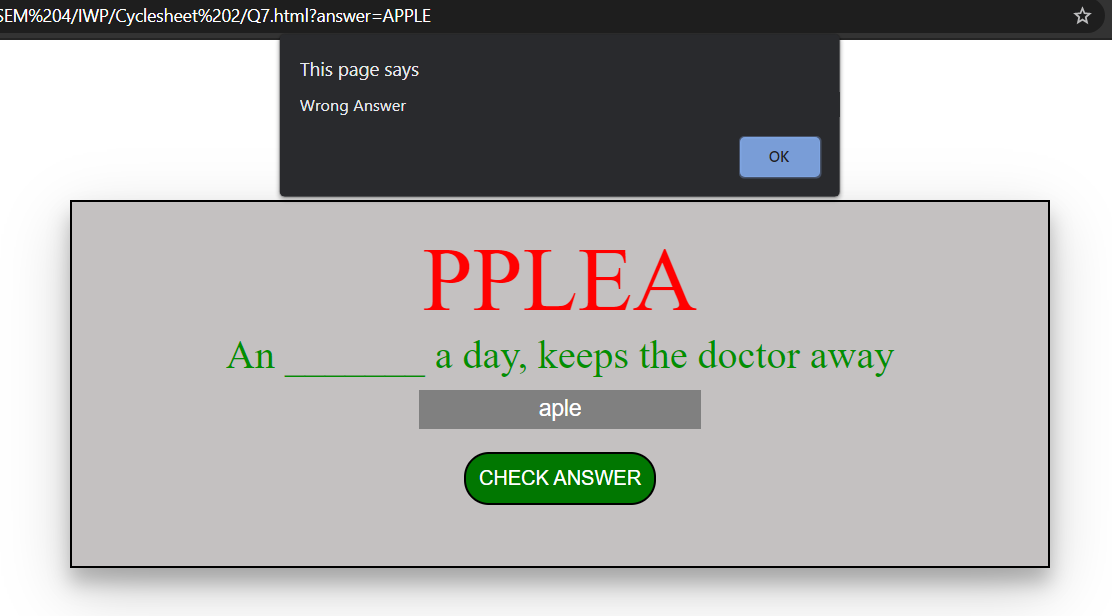 SEM%204/IWP/Cyclesheet%202/Q7.html?answer=APPLE
This page says
Wrong Answer
OK
PPLEA
An _______ a day, keeps the doctor away
aple
CHECK ANSWER